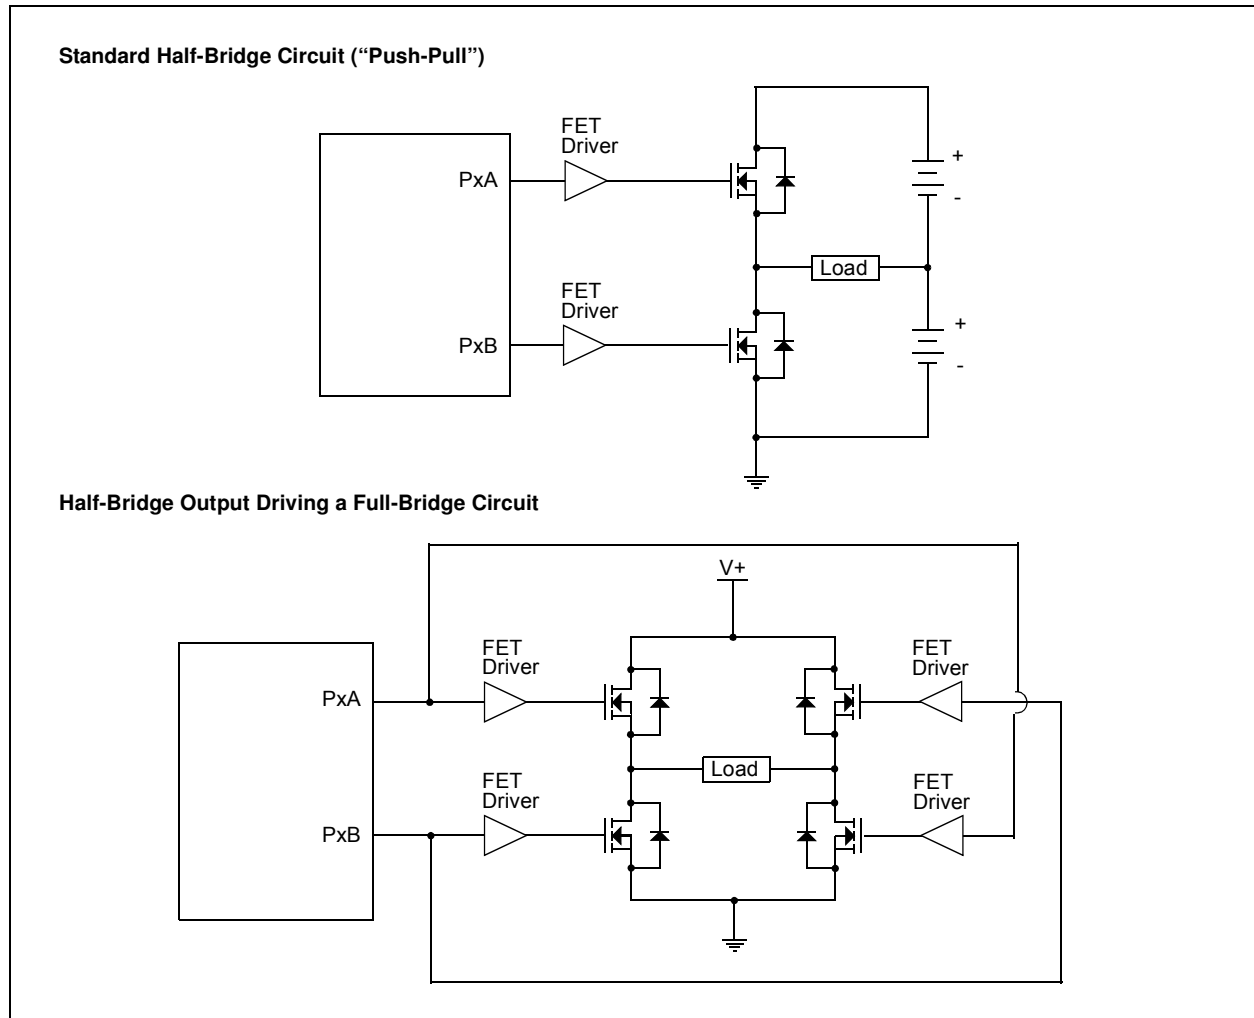 Standard Half-Bridge Circuit (“Push-Pull”)
FET
Driver
PxA
+
-
Load
FET
Driver
PxB
+
-
Half-Bridge Output Driving a Full-Bridge Circuit
V+
FET
Driver
FET
Driver
PxA
Load
FET
Driver
FET
Driver
PxB